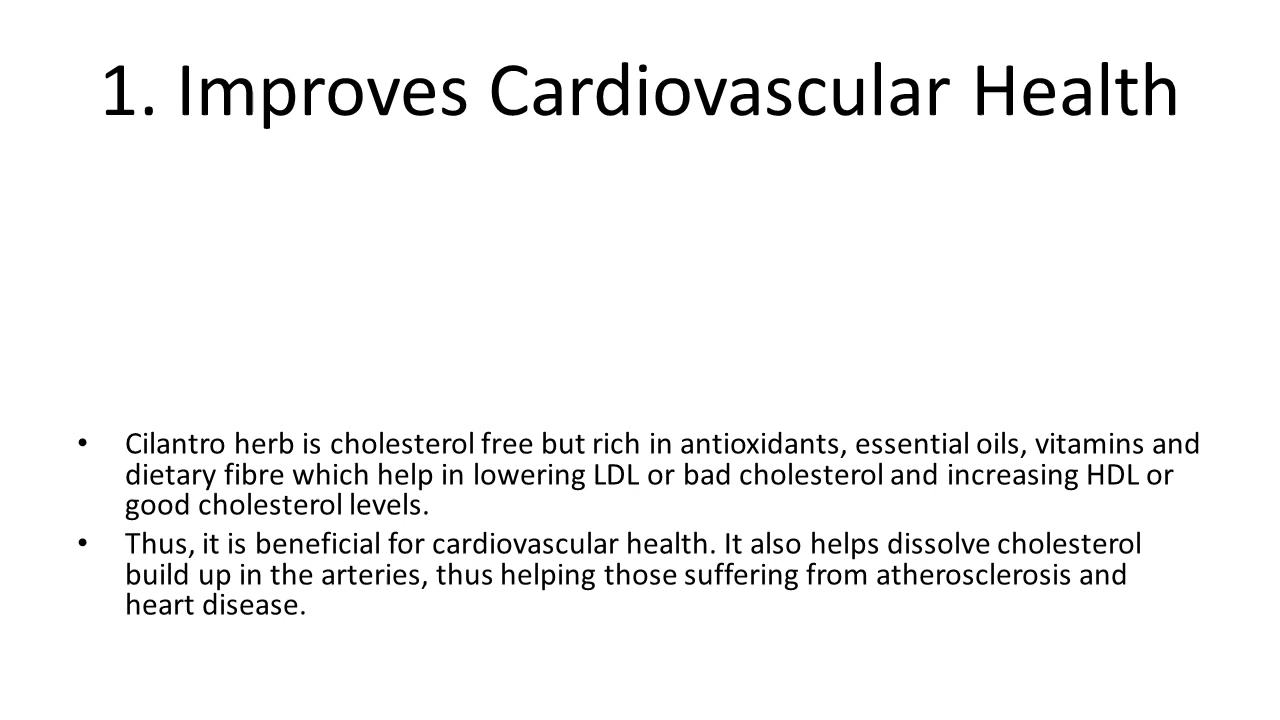 1. Improves Cardiovascular Health
• Cilantro herb is cholesterol free but rich in antioxidants, essential oils, vitamins and
dietary fibre which help in lowering LDL or bad cholesterol and increasing HDL or
good cholesterol levels.
• Thus, it is beneficial for cardiovascular health. It also helps dissolve cholesterol
build up in the arteries, thus helping those suffering from atherosclerosis and
heart disease.